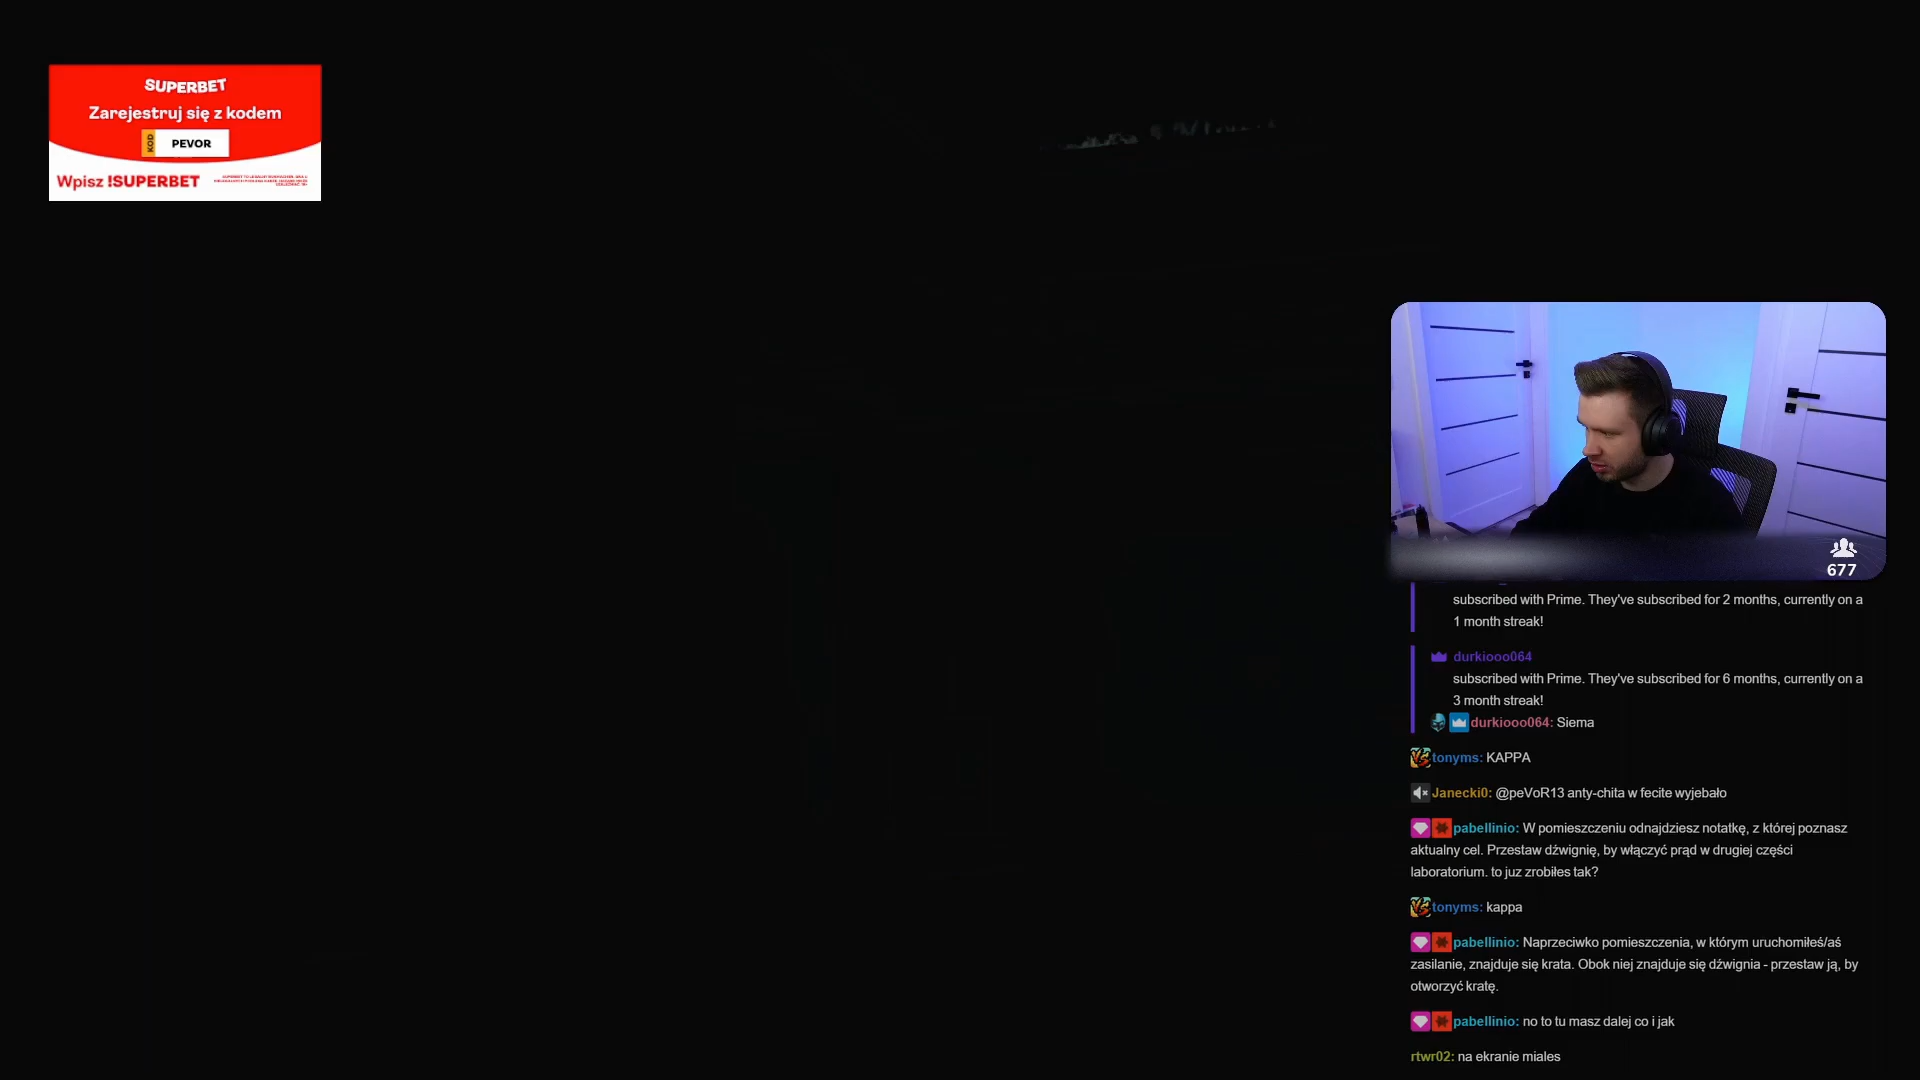 SUPERBET
Zarejestruj się z kodem
KOD
PEVOR
Wpisz !SUPERBET
677
subscribed with Prime. They've subscribed for 2 months, currently on a
1 month streak!
durkiooo064
subscribed with Prime. They've subscribed for 6 months, currently on a
3 month streak!
durkiooo064: Siema
tonyms: KAPPA
Janecki0: @peVoR13 anty-chita w fecite wyjebało
pabellinio: W pomieszczeniu odnajdziesz notatkę, z której poznasz
aktualny cel. Przestaw dźwignię, by włączyć prąd w drugiej części
laboratorium. to juz zrobiłes tak?
tonyms: kappa
pabellinio: Naprzeciwko pomieszczenia, w którym uruchomiłeś/aś
zasilanie, znajduje się krata. Obok niej znajduje się dźwignia - przestaw ją, by
otworzyć kratę.
pabellinio: no to tu masz dalej co i jak
rtwr02: na ekranie miales